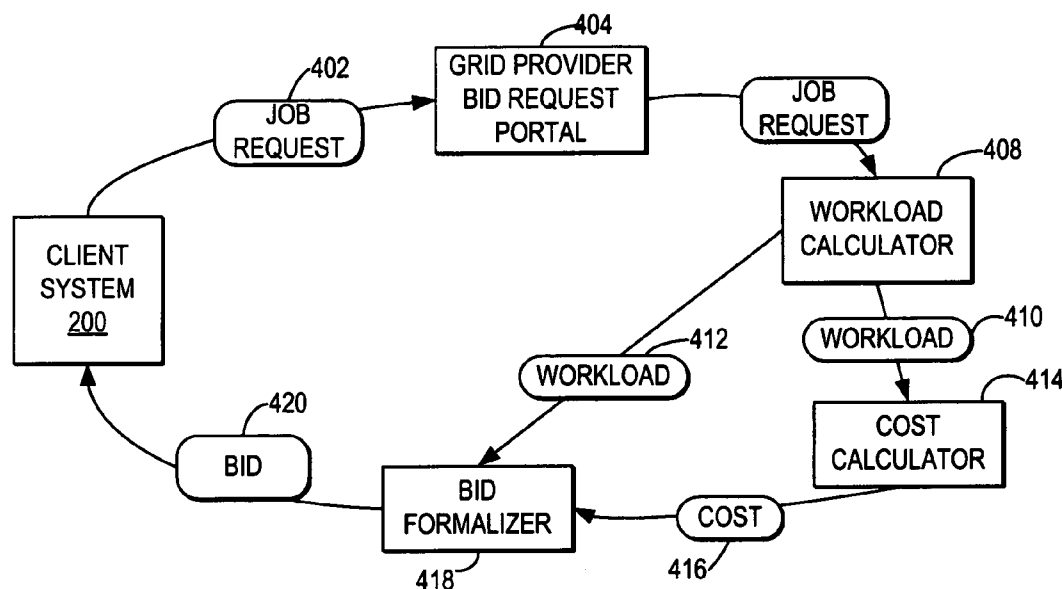 404
402
GRID PROVIDER
BID REQUEST
PORTAL
JOB
REQUEST
JOB
REQUEST
408
WORKLOAD
CALCULATOR
CLIENT
SYSTEM
200
412
410
WORKLOAD
WORKLOAD
414
420
COST
CALCULATOR
BID
BID
FORMALIZER
COST
418
416